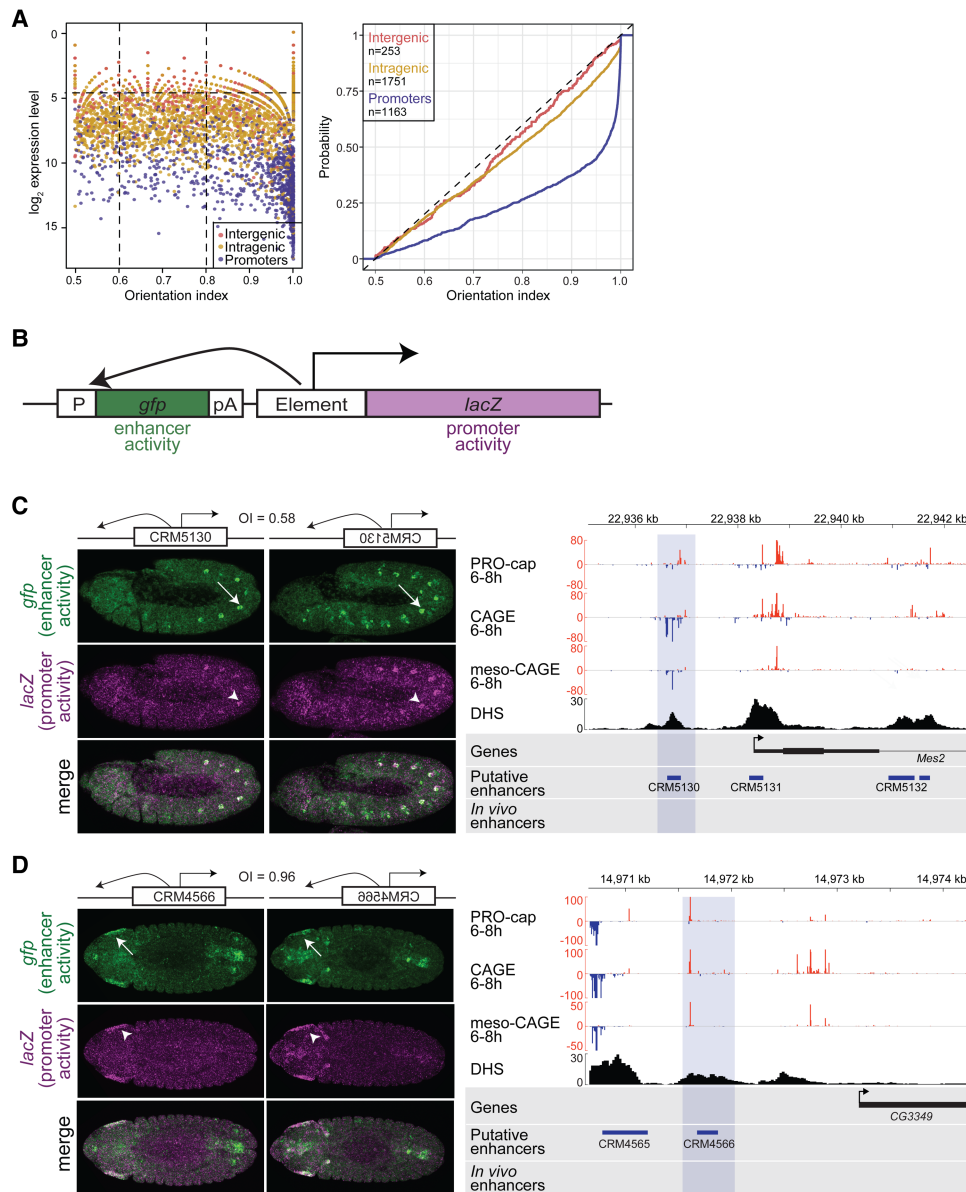 A
0
5
10
15
log2 expression level
Intergenic
Intragenic
Promoters
0.5
0.6
0.7
0.8
0.9
1.0
Orientation index
1
0.75
0.50
0.25
0
Probability
Intergenic
n=253
Intragenic
n=1751
Promoters
n=1163
0.5
0.6
0.7
0.8
0.9
1.0
Orientation index
B
P
gfp
pA
Element
lacZ
enhancer
activity
promoter
activity
C
OI = 0.58
CRM5130
CRM5130
gfp
(enhancer
activity)
lacZ
(promoter
activity)
merge
22,936 kb
22,938 kb
22,940 kb
22,942 kb
PRO-cap
6-8h
80
-80
CAGE
6-8h
80
-80
meso-CAGE
6-8h
80
-80
DHS
30
0
Genes
Mes2
Putative
enhancers
CRM5130
CRM5131
CRM5132
In vivo
enhancers
D
OI = 0.96
CRM4566
CRM4566
gfp
(enhancer
activity)
lacZ
(promoter
activity)
merge
14,971 kb
14,972 kb
14,973 kb
14,974 kb
PRO-cap
6-8h
100
-100
CAGE
6-8h
100
-100
meso-CAGE
6-8h
50
-50
DHS
30
0
Genes
CG3349
Putative
enhancers
CRM4565
CRM4566
In vivo
enhancers